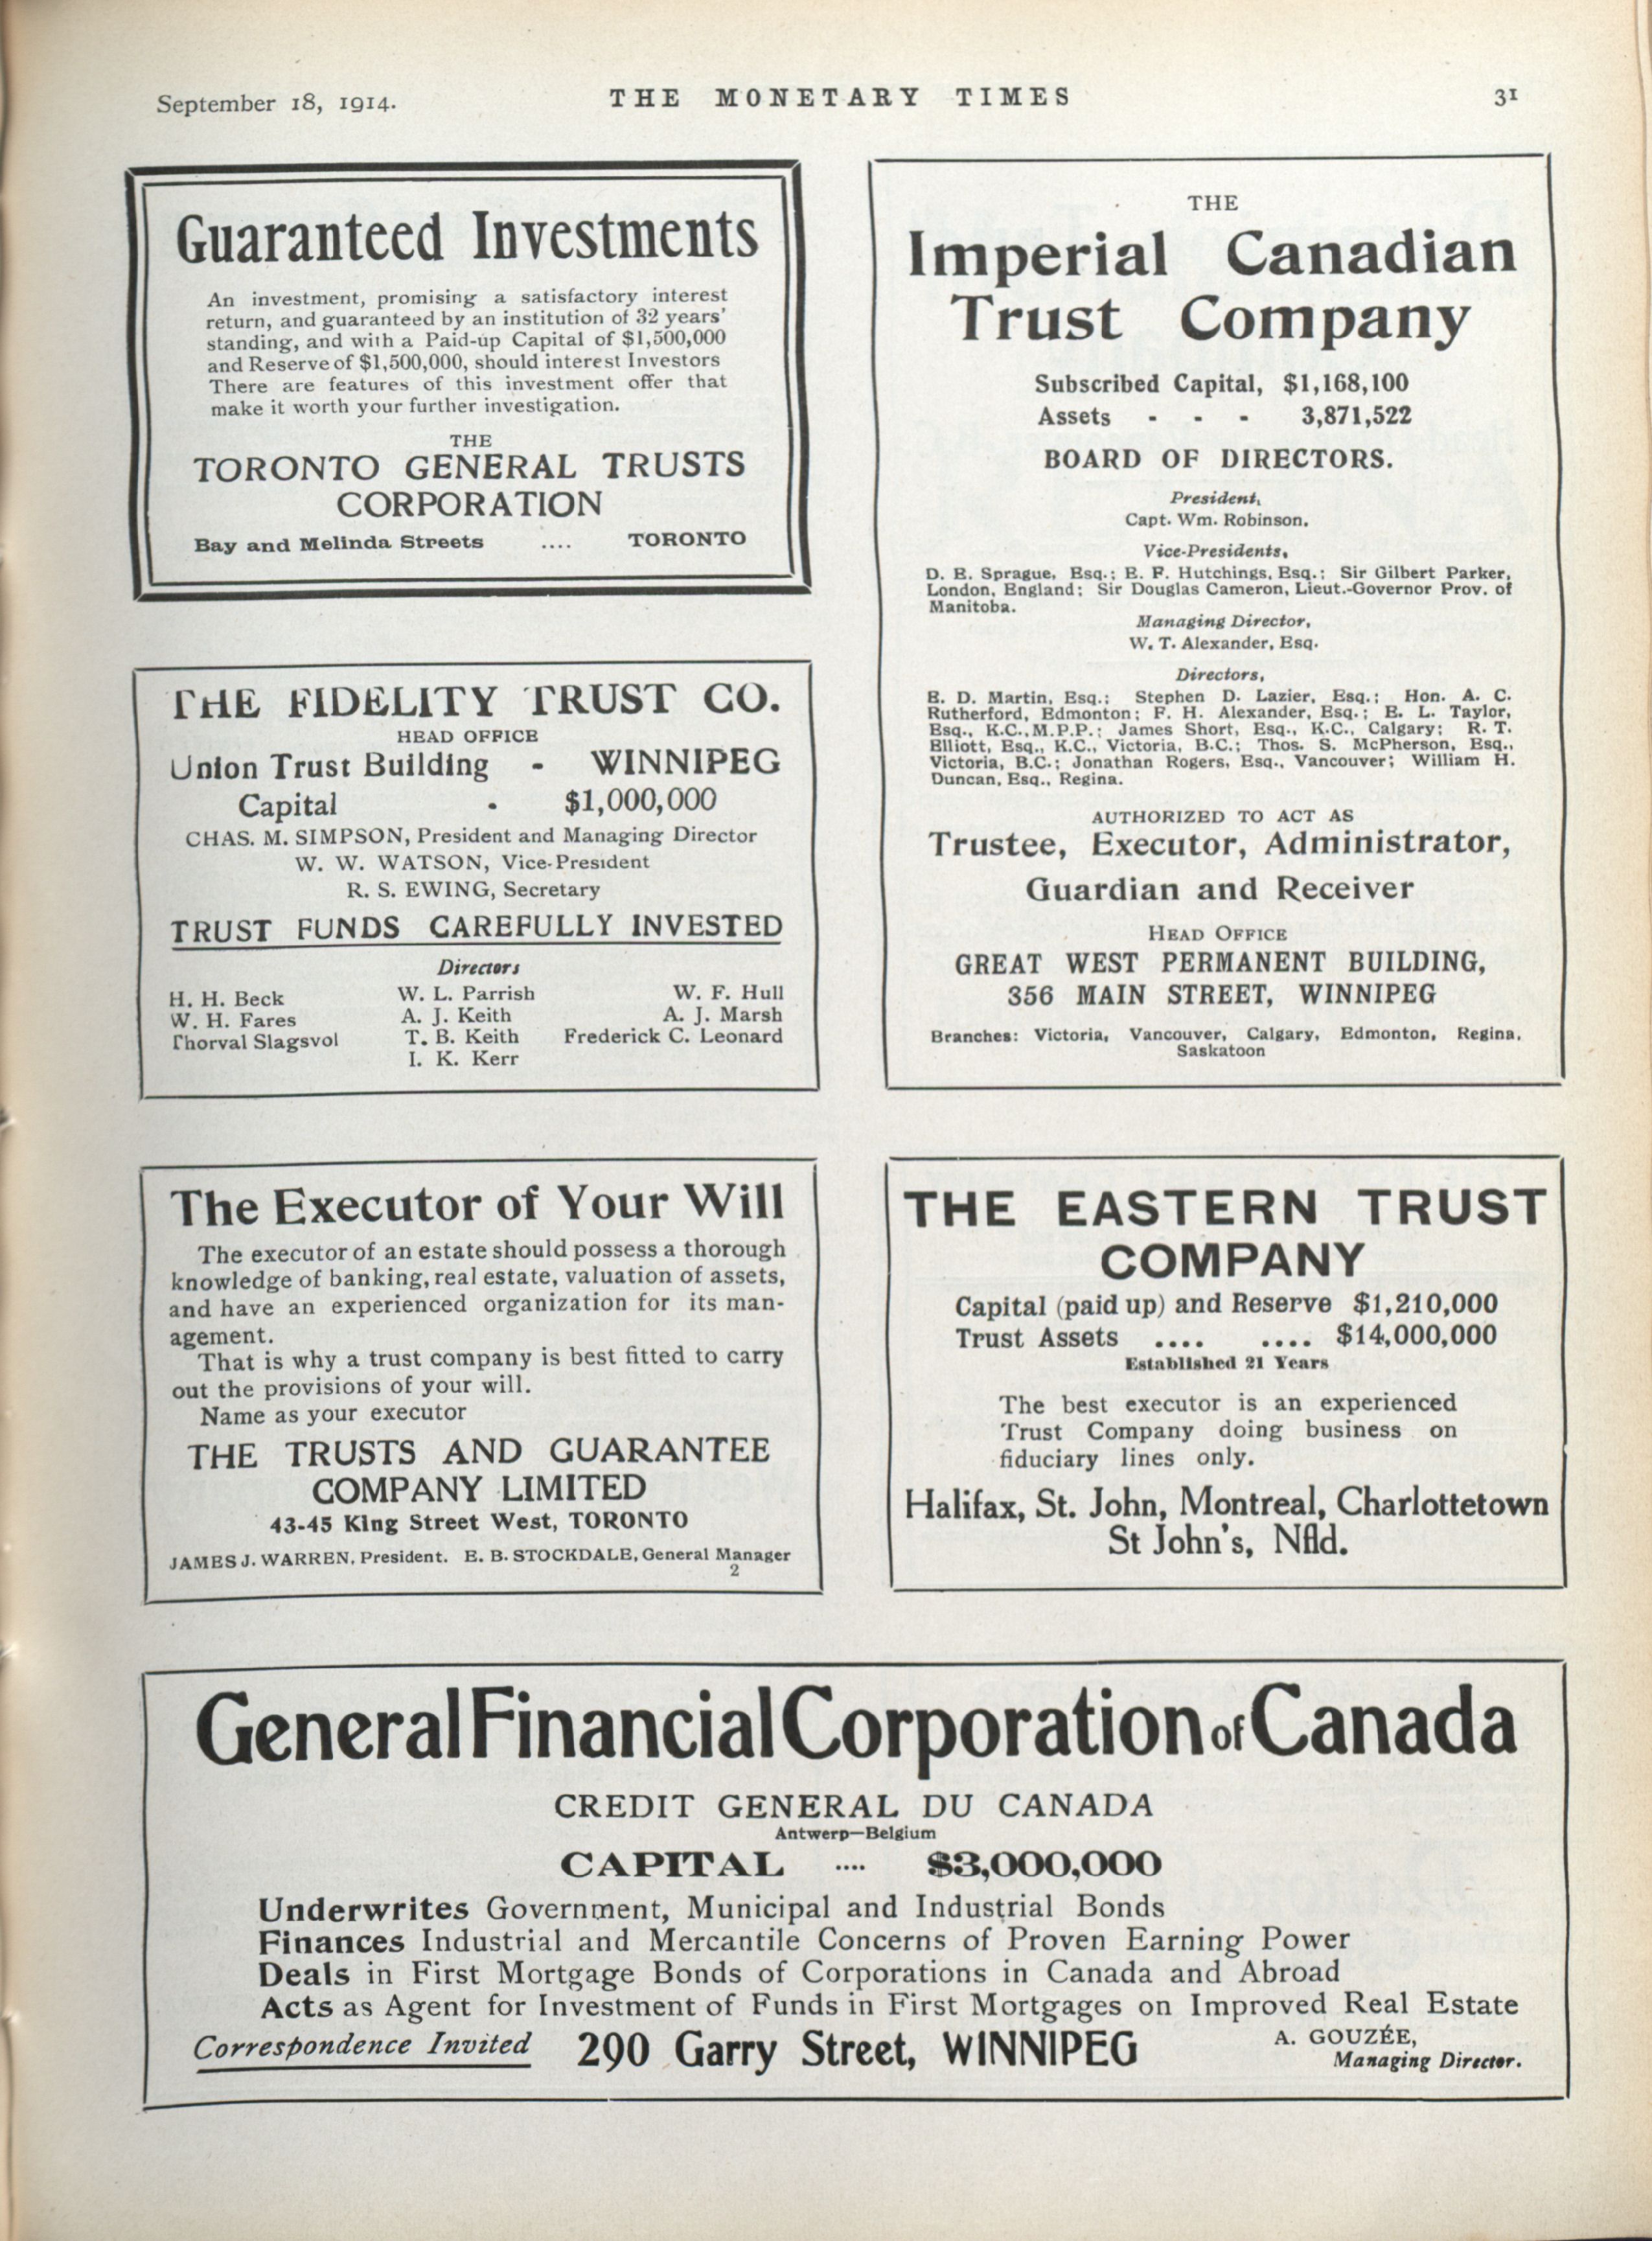 September 18, 1914.
THE MONETARY TIMES
31
Guaranteed Investments
An investment, promising a satisfactory interest
return, and guaranteed by an institution of 32 years'
standing, and with a Paid-up Capital of $1,500,000
and Reserve of $1,500,000, should interest Investors
There are features of this investment offer that
make it worth your further investigation.
THE
TORONTO GENERAL TRUSTS
CORPORATION
Bay and Melinda Streets .... TORONTO
THE FIDELITY TRUST CO.
HEAD OFFICE
Union Trust Building - WINNIPEG
Capital - $1,000,000
CHAS. M. SIMPSON, President and Managing Director
W. W. WATSON, Vice-President
R. S. EWING, Secretary
TRUST FUNDS CAREFULLY INVESTED
Directors
H. H. Beck W. L. Parrish W. F. Hull
W. H. Fares A. J. Keith A. J. Marsh
Thorval Slagsvol T. B. Keith Frederick C. Leonard
I. K. Kerr
THE
Imperial Canadian
Trust Company
Subscribed Capital, $1,168,100
Assets - - - 3,871,522
BOARD OF DIRECTORS.
President,
Capt. Wm. Robinson.
Vice-Presidents,
D. E. Sprague, Esq.; E. F. Hutchings, Esq.; Sir Gilbert Parker,
London, England; Sir Douglas Cameron, Lieut.-Governor Prov. of
Manitoba.
Managing Director,
W. T. Alexander, Esq.
Directors,
E. D. Martin, Esq.; Stephen D. Lazier, Esq.; Hon. A. C.
Rutherford, Edmonton; F. H. Alexander, Esq.; E. L. Taylor,
Esq., K.C., M.P.P.; James Short, Esq., K.C., Calgary; R. T.
Elliott, Esq., K.C., Victoria, B.C.; Thos. S. McPherson, Esq.,
Victoria, B.C.; Jonathan Rogers, Esq., Vancouver; William H.
Duncan, Esq., Regina.
AUTHORIZED TO ACT AS
Trustee, Executor, Administrator,
Guardian and Receiver
HEAD OFFICE
GREAT WEST PERMANENT BUILDING,
356 MAIN STREET, WINNIPEG
Branches: Victoria, Vancouver, Calgary, Edmonton, Regina,
Saskatoon
The Executor of Your Will
The executor of an estate should possess a thorough
knowledge of banking, real estate, valuation of assets,
and have an experienced organization for its man-
agement.
That is why a trust company is best fitted to carry
out the provisions of your will.
Name as your executor
THE TRUSTS AND GUARANTEE
COMPANY LIMITED
43-45 King Street West, TORONTO
JAMES J. WARREN, President. E. B. STOCKDALE, General Manager
2
THE EASTERN TRUST
COMPANY
Capital (paid up) and Reserve $1,210,000
Trust Assets .... .... $14,000,000
Established 21 Years
The best executor is an experienced
Trust Company doing business on
fiduciary lines only.
Halifax, St. John, Montreal, Charlottetown
St John's, Nfld.
General Financial Corporation of Canada
CREDIT GENERAL DU CANADA
Antwerp—Belgium
CAPITAL .... $3,000,000
Underwrites Government, Municipal and Industrial Bonds
Finances Industrial and Mercantile Concerns of Proven Earning Power
Deals in First Mortgage Bonds of Corporations in Canada and Abroad
Acts as Agent for Investment of Funds in First Mortgages on Improved Real Estate
Correspondence Invited 290 Garry Street, WINNIPEG A. GOUZÉE,
Managing Director.